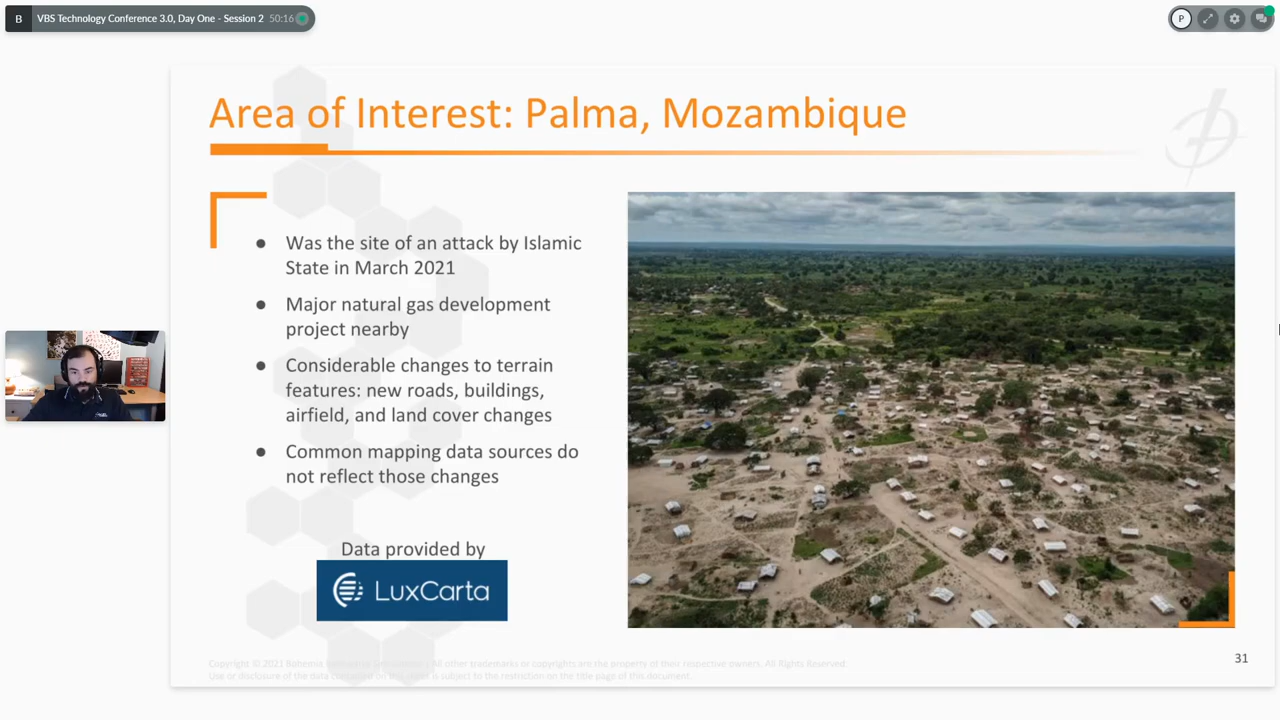 B
VBS Technology Conference 3.0, Day One - Session 2
50:16
P
Area of Interest: Palma, Mozambique
● Was the site of an attack by Islamic
State in March 2021
● Major natural gas development
project nearby
● Considerable changes to terrain
features: new roads, buildings,
airfield, and land cover changes
● Common mapping data sources do
not reflect those changes
Data provided by
LuxCarta
Copyright © 2021 Bohemia Interactive Simulations. All other trademarks or copyrights are the property of their respective owners. All Rights Reserved.
Use or disclosure of the data contained on this page is subject to the restriction on the title page of this document.
31